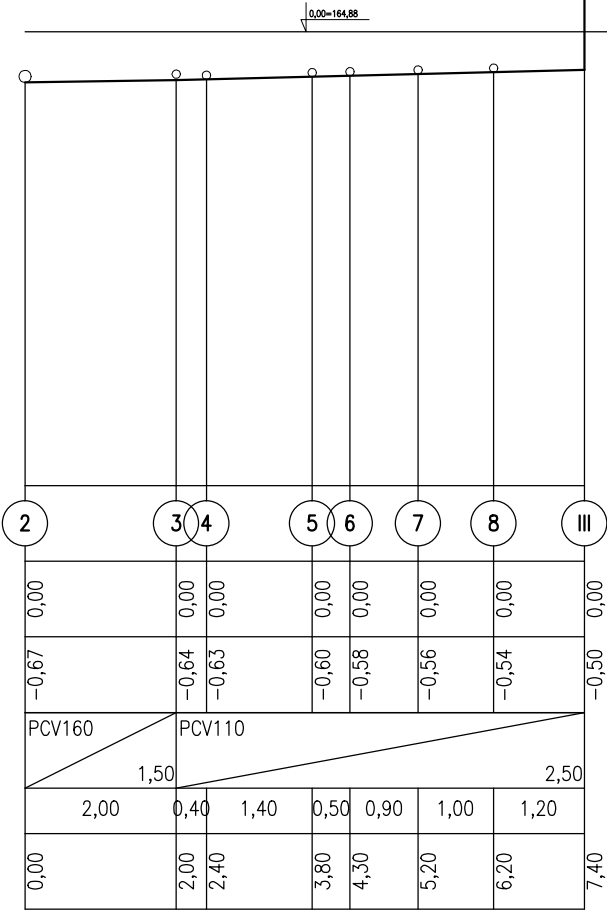 0,00=164,88
2 3 4 5 6 7 8 III
0,00 0,00 0,00 0,00 0,00 0,00 0,00 0,00
-0,67 -0,64 -0,63 -0,60 -0,58 -0,56 -0,54 -0,50
PCV160 PCV110
1,50 2,50
2,00 0,40 1,40 0,50 0,90 1,00 1,20
0,00 2,00 2,40 3,80 4,30 5,20 6,20 7,40